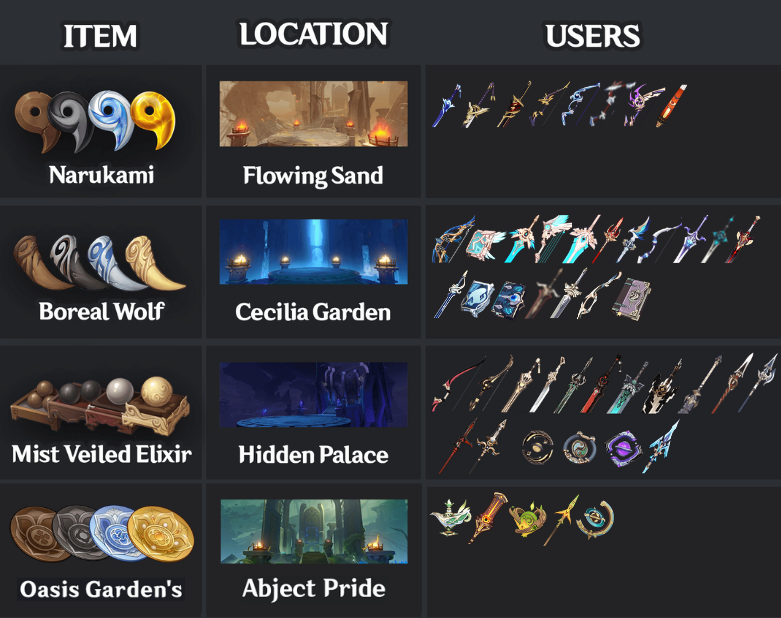 ITEM LOCATION USERS
Narukami Flowing Sand
Boreal Wolf Cecilia Garden
Mist Veiled Elixir Hidden Palace
Oasis Garden's Abject Pride